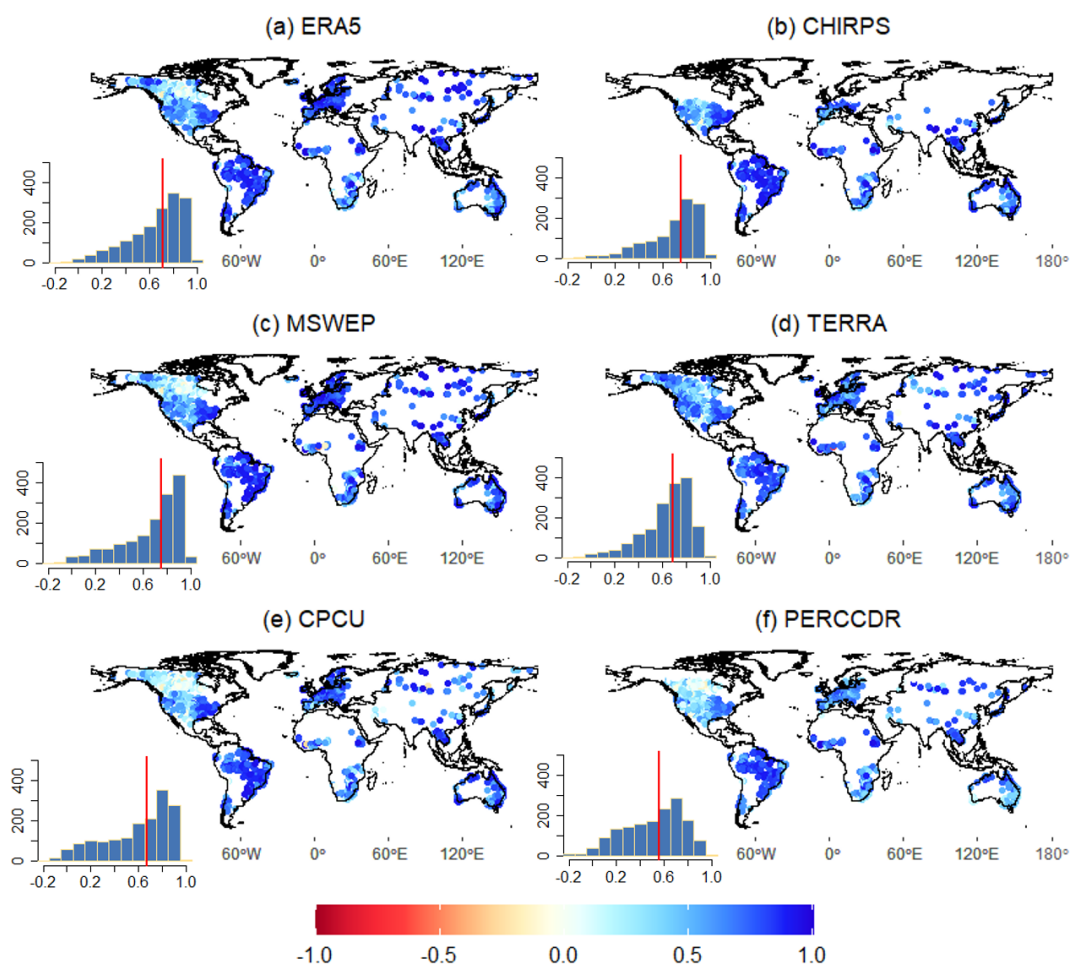 (a) ERA5
(b) CHIRPS
400
200
0
-0.2 0.2 0.6 1.0
60°W 0° 60°E 120°E
400
200
0
-0.2 0.2 0.6 1.0
60°W 0° 60°E 120°E 180°
(c) MSWEP
(d) TERRA
400
200
0
-0.2 0.2 0.6 1.0
60°W 0° 60°E 120°E
400
200
0
-0.2 0.2 0.6 1.0
60°W 0° 60°E 120°E 180°
(e) CPCU
(f) PERCCDR
400
200
0
-0.2 0.2 0.6 1.0
60°W 0° 60°E 120°E
400
200
0
-0.2 0.2 0.6 1.0
60°W 0° 60°E 120°E 180°
-1.0 -0.5 0.0 0.5 1.0